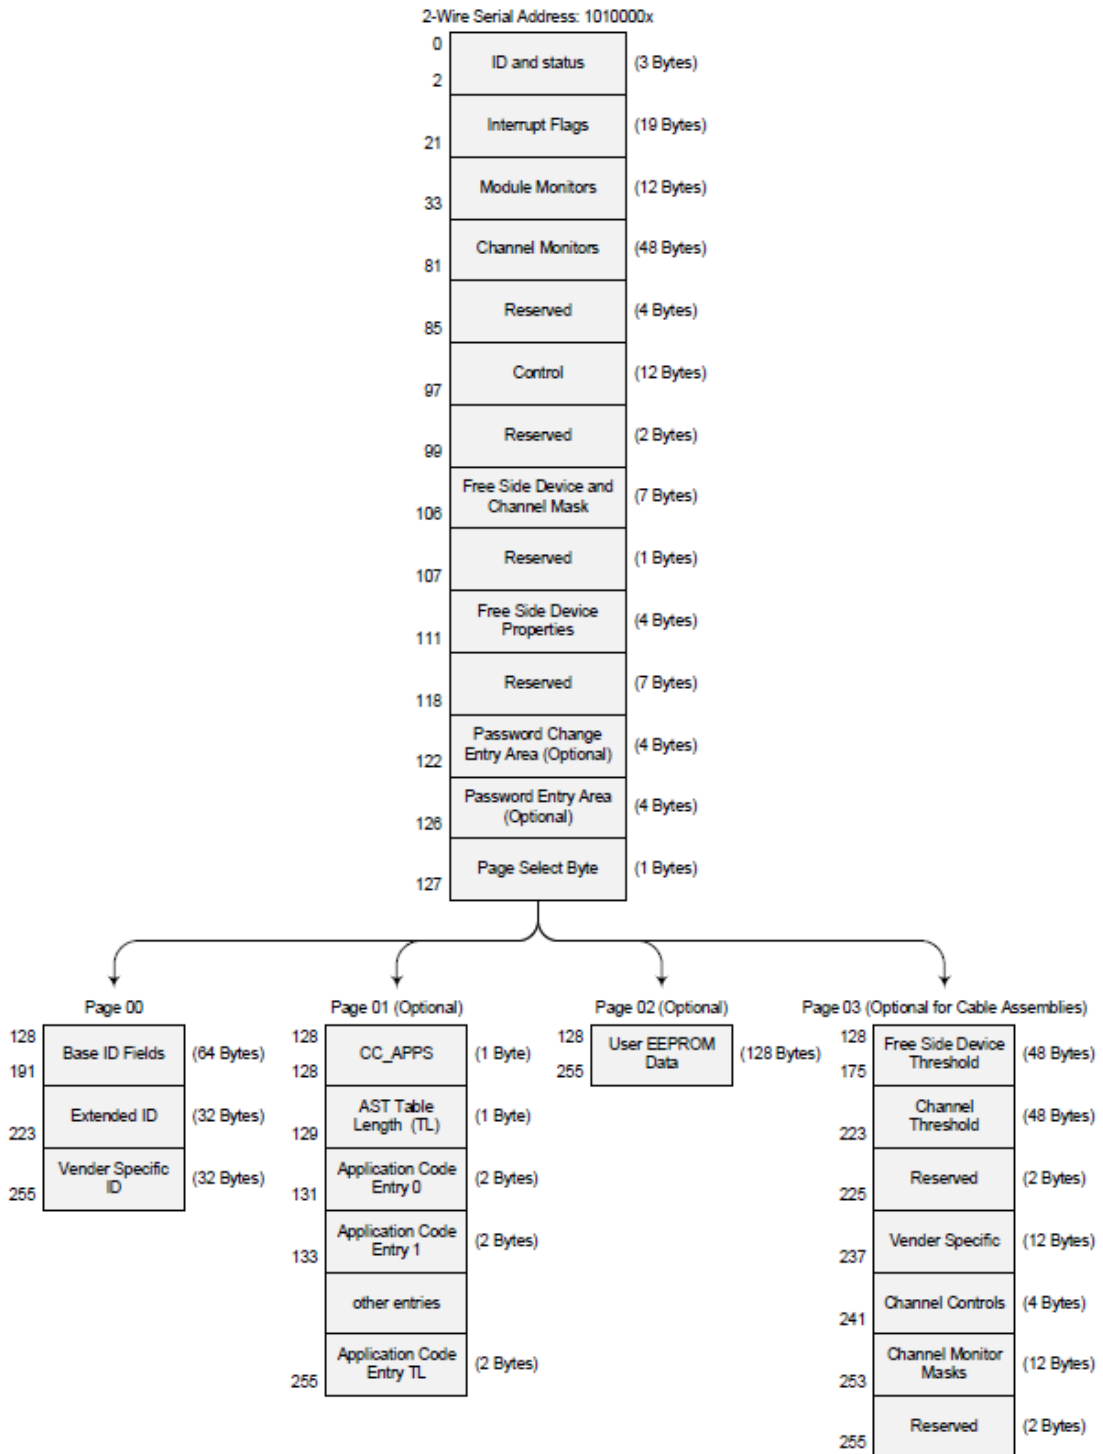 2-Wire Serial Address: 1010000x
0
ID and status
(3 Bytes)
2
Interrupt Flags
(19 Bytes)
21
Module Monitors
(12 Bytes)
33
Channel Monitors
(48 Bytes)
81
Reserved
(4 Bytes)
85
Control
(12 Bytes)
97
Reserved
(2 Bytes)
99
Free Side Device and
Channel Mask
(7 Bytes)
106
Reserved
(1 Bytes)
107
Free Side Device
Properties
(4 Bytes)
111
Reserved
(7 Bytes)
118
Password Change
Entry Area (Optional)
(4 Bytes)
122
Password Entry Area
(Optional)
(4 Bytes)
126
Page Select Byte
(1 Bytes)
127
Page 00
128
Base ID Fields
(64 Bytes)
191
Extended ID
(32 Bytes)
223
Vender Specific
ID
(32 Bytes)
255
Page 01 (Optional)
128
CC_APPS
(1 Byte)
128
AST Table
Length (TL)
(1 Byte)
129
Application Code
Entry 0
(2 Bytes)
131
Application Code
Entry 1
(2 Bytes)
133
other entries
Application Code
Entry TL
(2 Bytes)
255
Page 02 (Optional)
128
User EEPROM
Data
(128 Bytes)
255
Page 03 (Optional for Cable Assemblies)
128
Free Side Device
Threshold
(48 Bytes)
175
Channel
Threshold
(48 Bytes)
223
Reserved
(2 Bytes)
225
Vender Specific
(12 Bytes)
237
Channel Controls
(4 Bytes)
241
Channel Monitor
Masks
(12 Bytes)
253
Reserved
(2 Bytes)
255